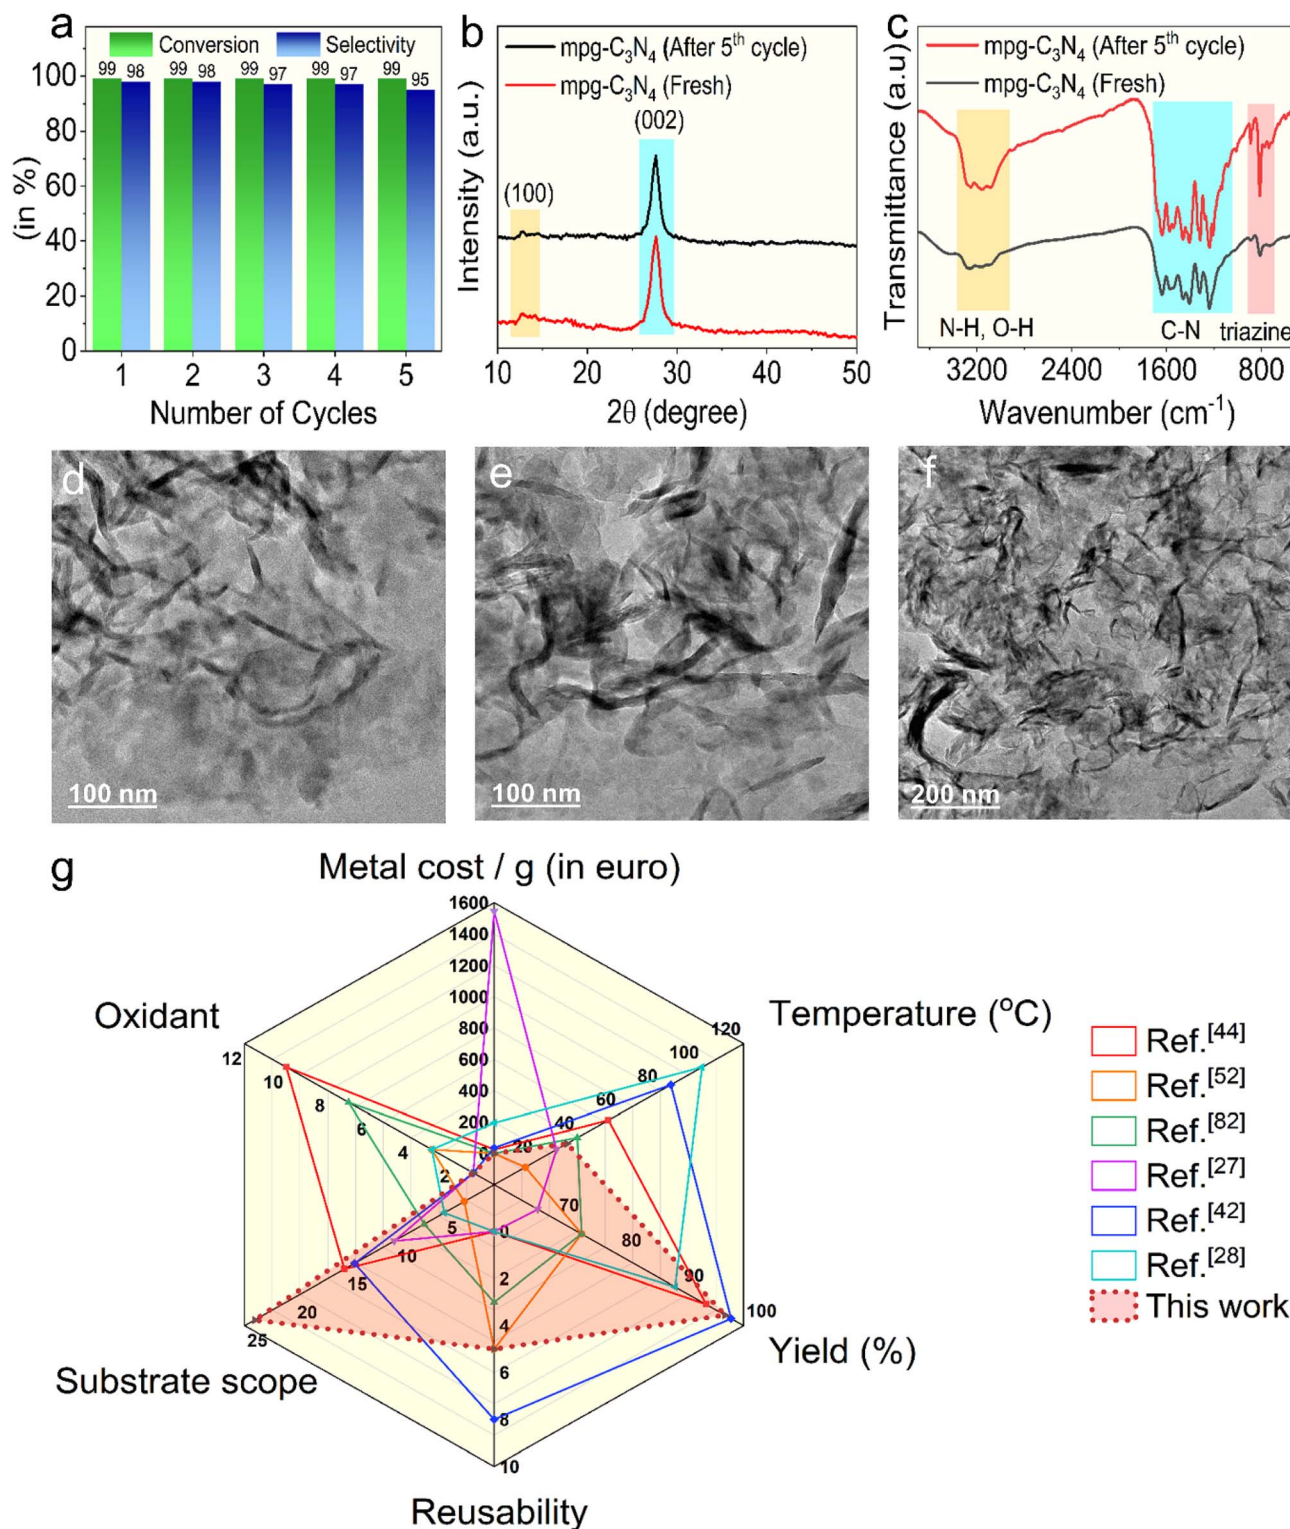 a
Conversion Selectivity
99 98 99 98 99 97 99 97 99 95
100
80
60
40
20
0
(in %)
1 2 3 4 5
Number of Cycles
b
mpg-C₃N₄ (After 5ᵗʰ cycle)
mpg-C₃N₄ (Fresh)
(002)
(100)
Intensity (a.u.)
10 20 30 40 50
2θ (degree)
c
mpg-C₃N₄ (After 5ᵗʰ cycle)
mpg-C₃N₄ (Fresh)
Transmittance (a.u)
N-H, O-H C-N triazine
3200 2400 1600 800
Wavenumber (cm⁻¹)
d
100 nm
e
100 nm
f
200 nm
g
Metal cost / g (in euro)
1600
1400
1200
1000
800
600
400
200
0
Temperature (ºC)
120
100
80
60
40
20
Yield (%)
100
90
80
70
Reusability
0
2
4
6
8
10
Substrate scope
25
20
15
10
5
Oxidant
12
10
8
6
4
2
Ref.[44]
Ref.[52]
Ref.[82]
Ref.[27]
Ref.[42]
Ref.[28]
This work